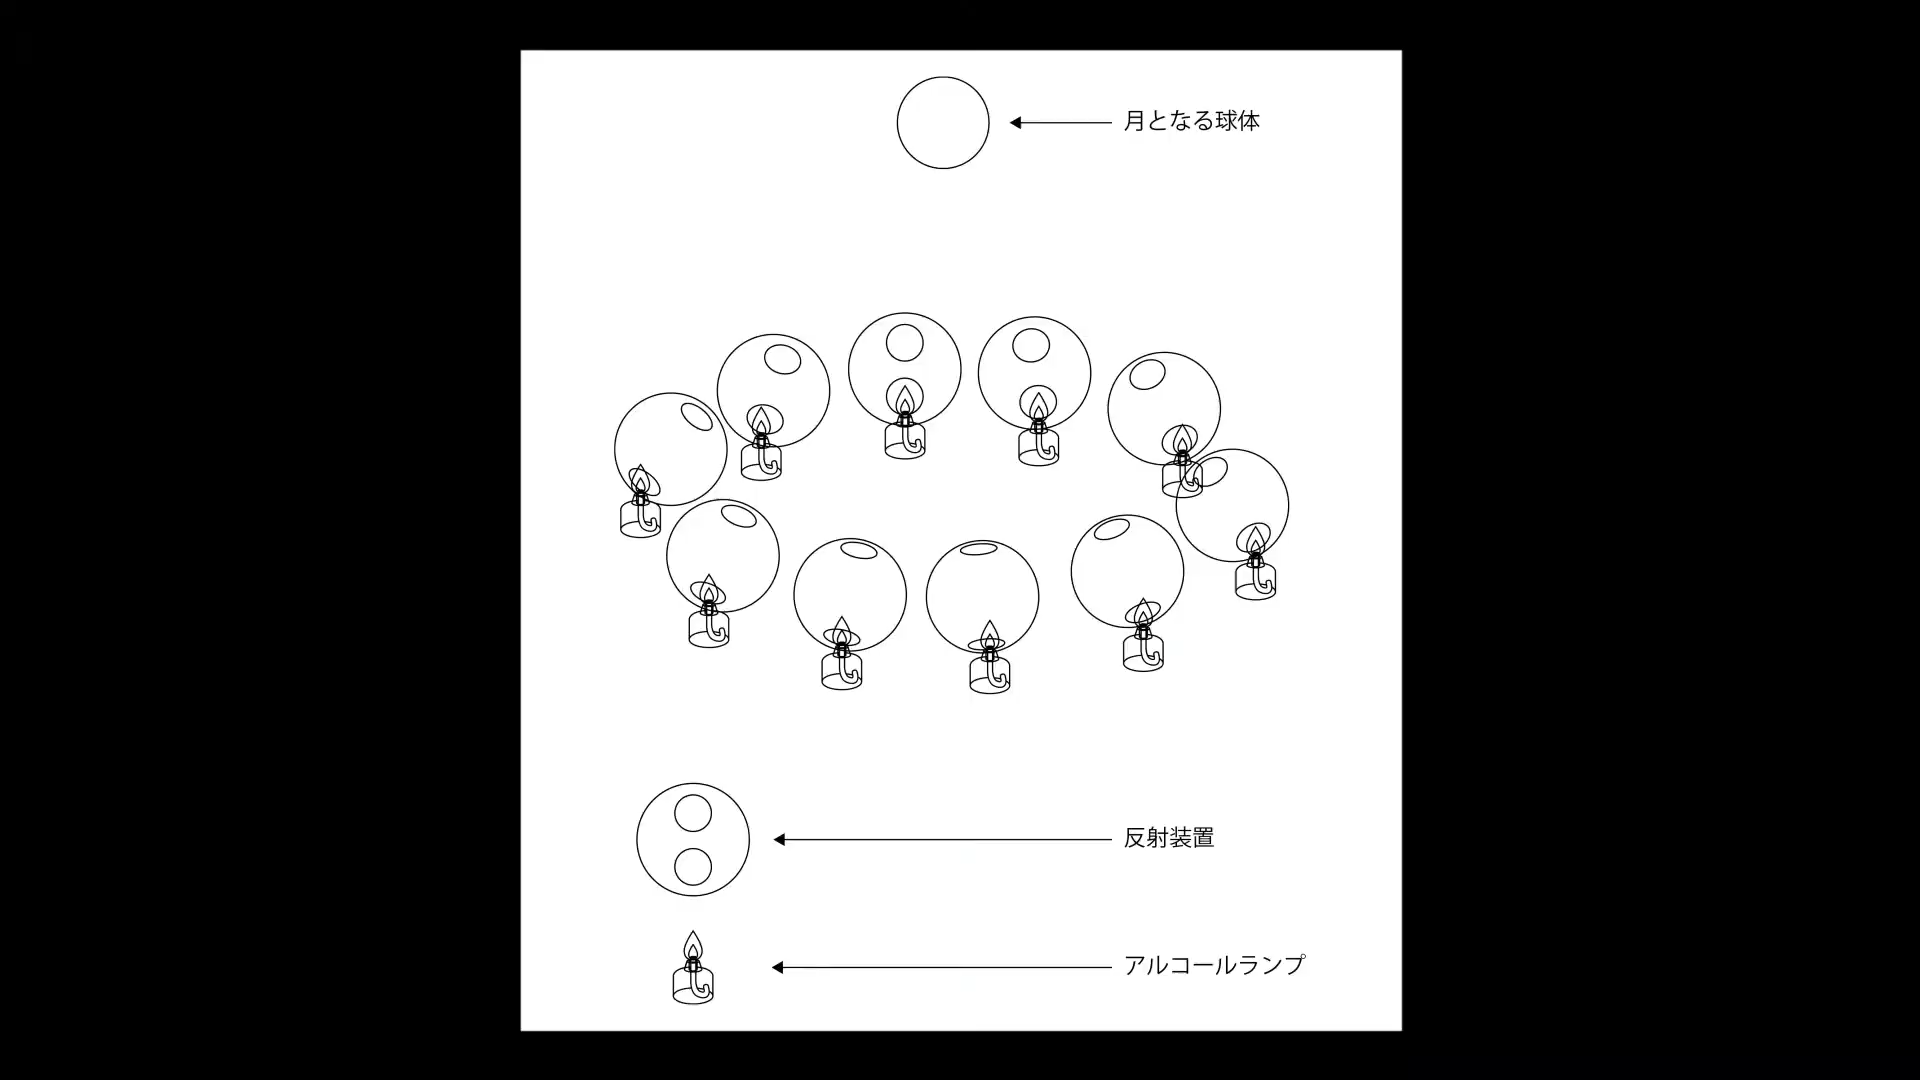 月となる球体
反射装置
アルコールランプ